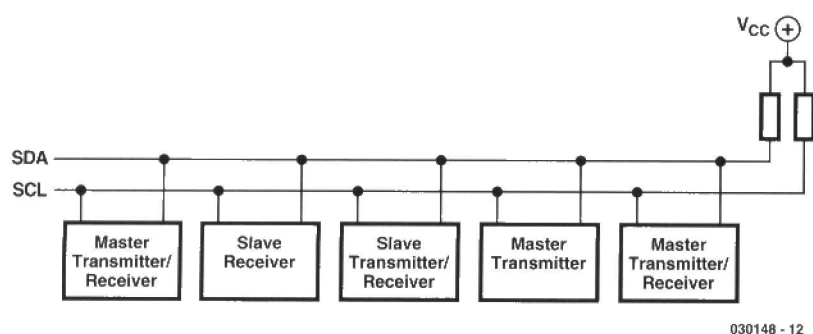 VCC
SDA
SCL
Master
Transmitter/
Receiver
Slave
Receiver
Slave
Transmitter/
Receiver
Master
Transmitter
Master
Transmitter/
Receiver
030148 - 12